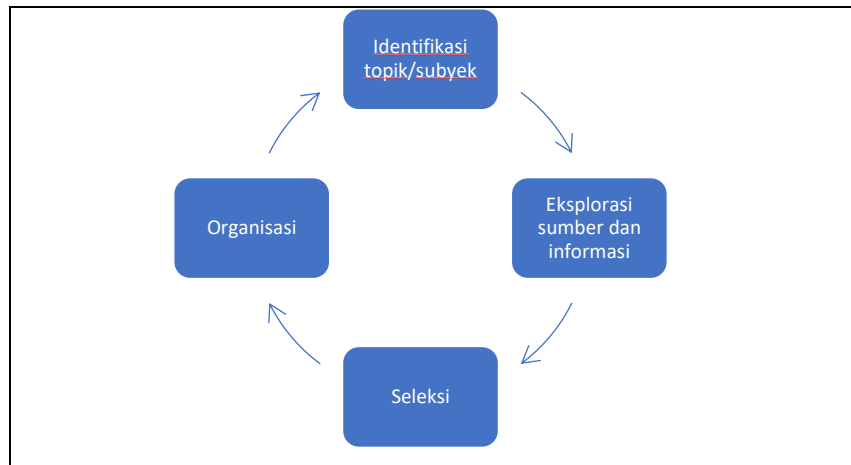 Identifikasi
topik/subyek
Eksplorasi
sumber dan
informasi
Seleksi
Organisasi